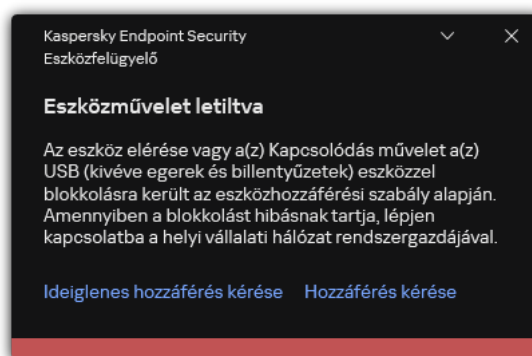 Kaspersky Endpoint Security
Eszközfelügyelő
Eszközművelet letiltva
Az eszköz elérése vagy a(z) Kapcsolódás művelet a(z)
USB (kivéve egerek és billentyűzetek) eszközzel
blokkolásra került az eszközhozzáférési szabály alapján.
Amennyiben a blokkolást hibásnak tartja, lépjen
kapcsolatba a helyi vállalati hálózat rendszergazdájával.
Ideiglenes hozzáférés kérése Hozzáférés kérése